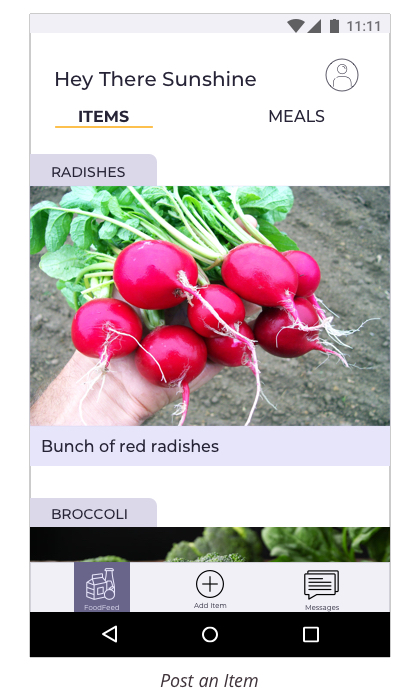 11:11
Hey There Sunshine
ITEMS MEALS
RADISHES
Bunch of red radishes
BROCCOLI
FoodFeed Add Item Messages
Post an Item